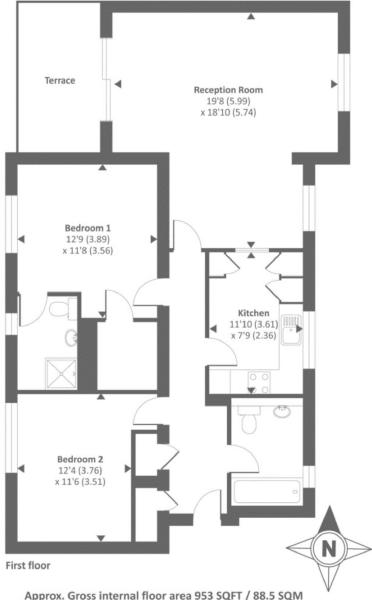 Terrace
Reception Room
19'8 (5.99)
x 18'10 (5.74)
Bedroom 1
12'9 (3.89)
x 11'8 (3.56)
Kitchen
11'10 (3.61)
x 7'9 (2.36)
Bedroom 2
12'4 (3.76)
x 11'6 (3.51)
N
First floor
Approx. Gross internal floor area 953 SQFT / 88.5 SQM